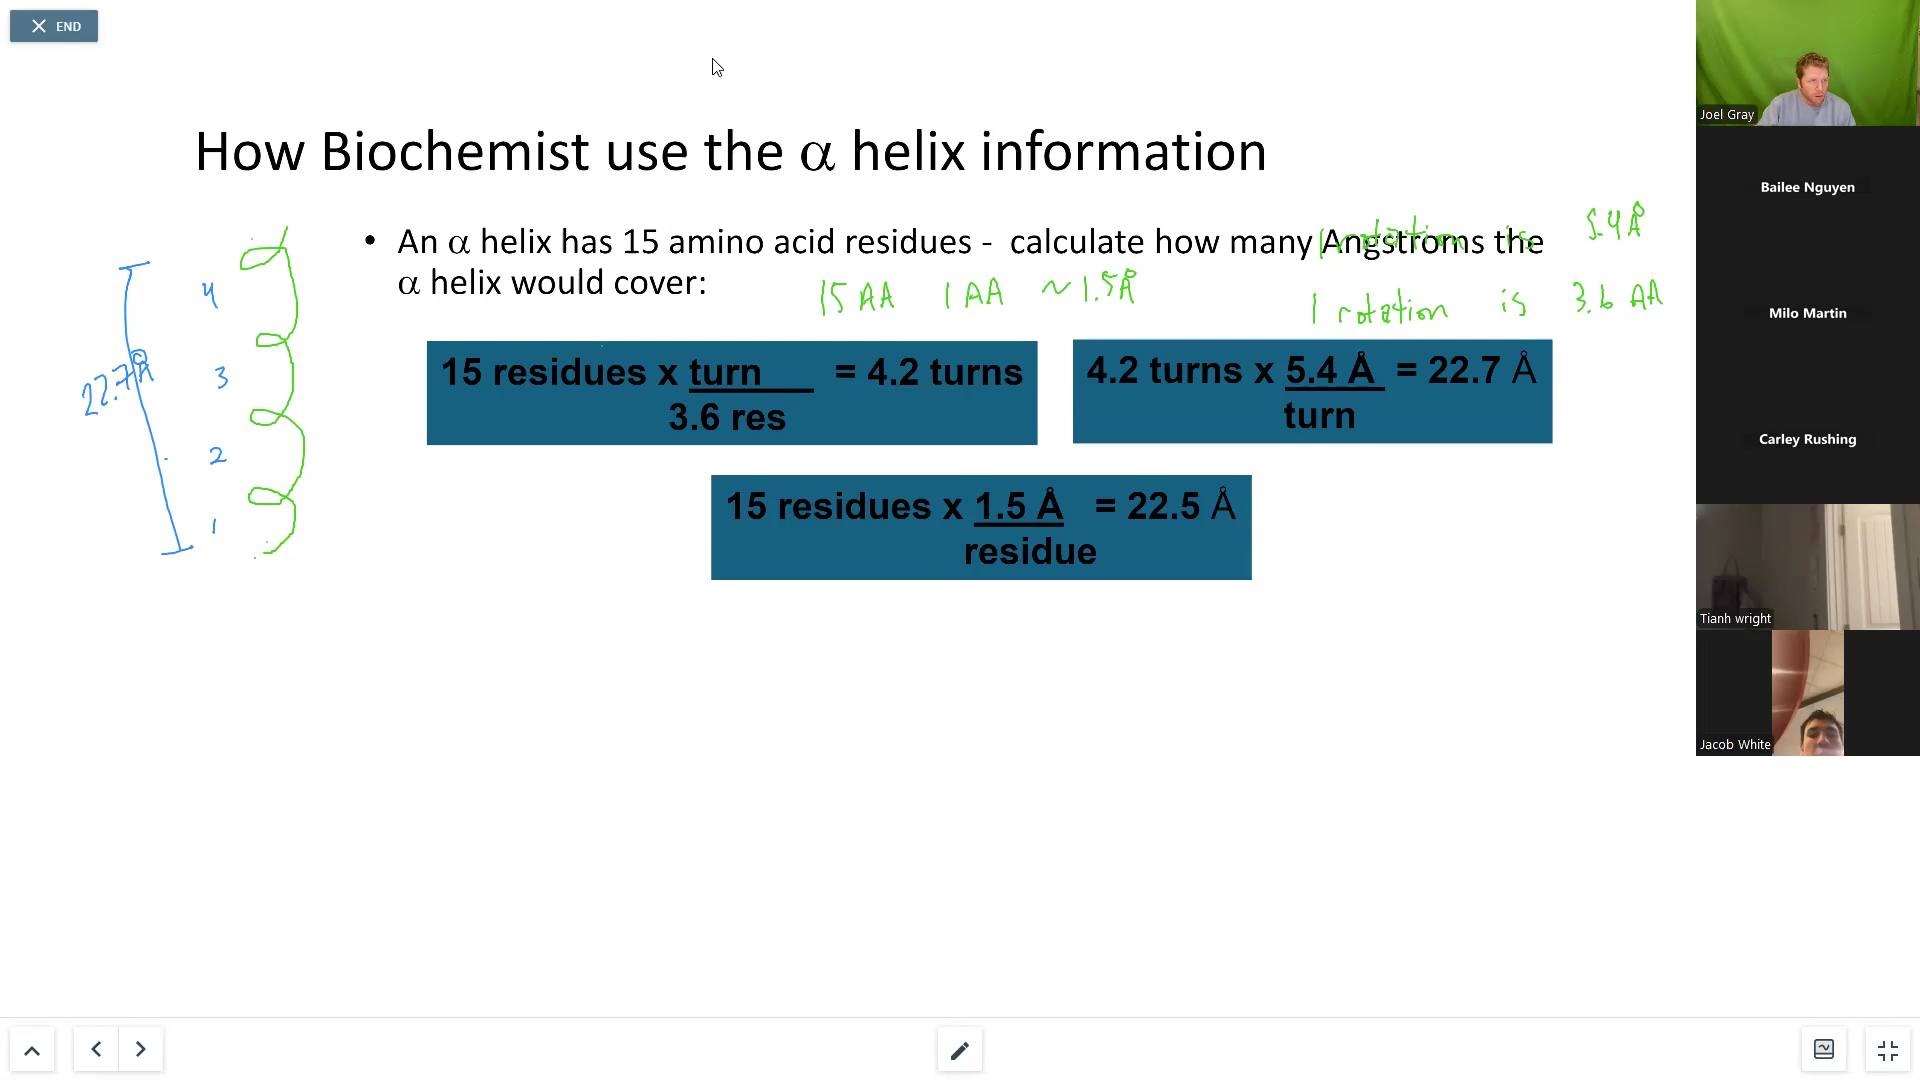 END
How Biochemist use the α helix information
• An α helix has 15 amino acid residues - calculate how many Angstroms the
α helix would cover:
1 rotation is 5.4Å
15 AA 1 AA ~1.5Å
1 rotation is 3.6 AA
15 residues x turn = 4.2 turns
3.6 res
4.2 turns x 5.4 Å = 22.7 Å
turn
15 residues x 1.5 Å = 22.5 Å
residue
22.7Å
4
3
2
1
Joel Gray
Bailee Nguyen
Milo Martin
Carley Rushing
Tianh wright
Jacob White